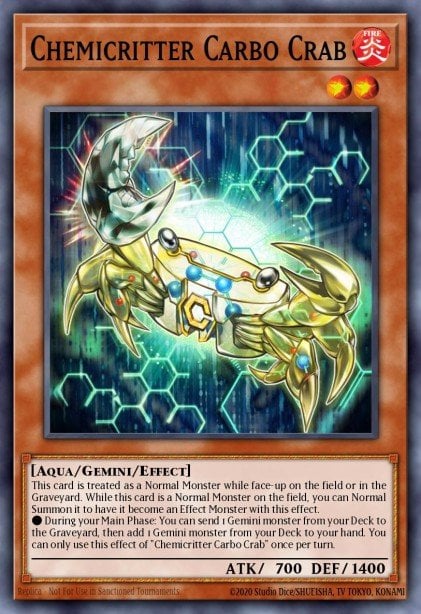 Chemicritter Carbo Crab
FIRE
炎
[Aqua/Gemini/Effect]
This card is treated as a Normal Monster while face-up on the field or in the
Graveyard. While this card is a Normal Monster on the field, you can Normal
Summon it to have it become an Effect Monster with this effect.
● During your Main Phase: You can send 1 Gemini monster from your Deck to
the Graveyard, then add 1 Gemini monster from your Deck to your hand. You can
only use this effect of "Chemicritter Carbo Crab" once per turn.
ATK/ 700 DEF/1400
Replica - Not For Use in Sanctioned Tournaments ©2020 Studio Dice/SHUEISHA, TV TOKYO, KONAMI